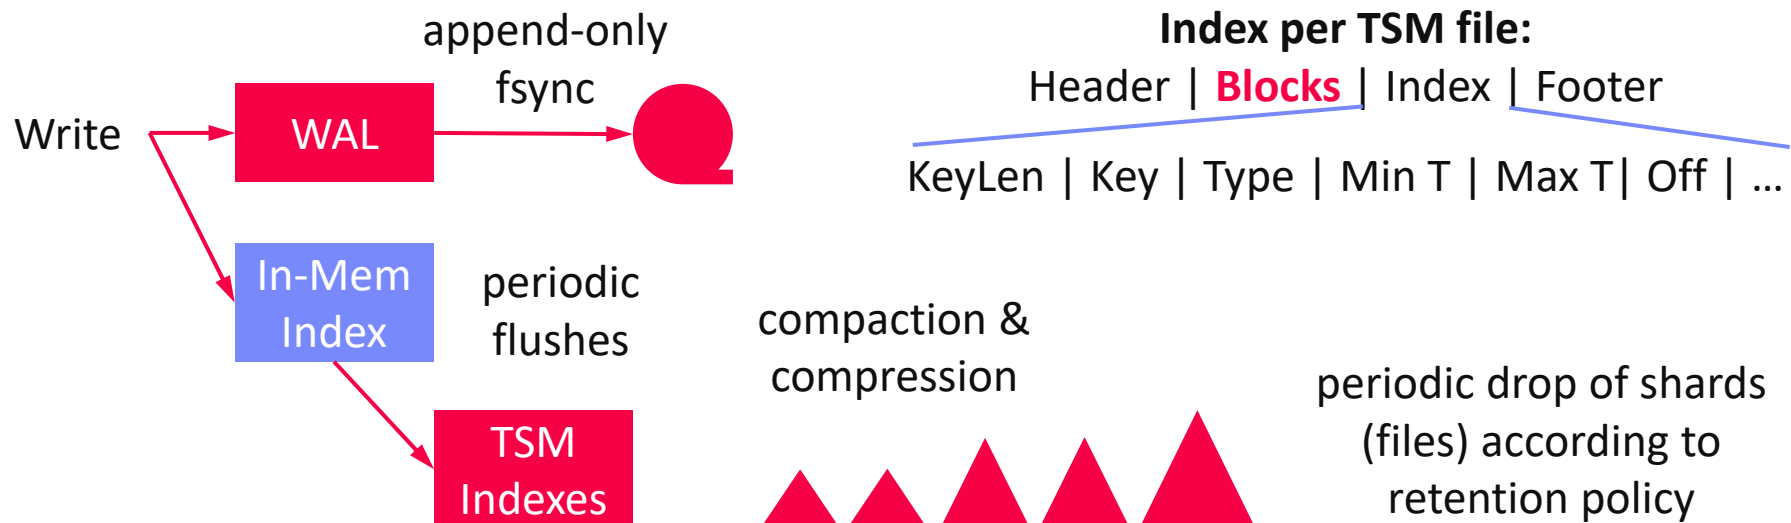 append-only
fsync
Write
WAL
In-Mem
Index
periodic
flushes
TSM
Indexes
compaction &
compression
Index per TSM file:
Header | Blocks | Index | Footer
KeyLen | Key | Type | Min T | Max T| Off | ...
periodic drop of shards
(files) according to
retention policy